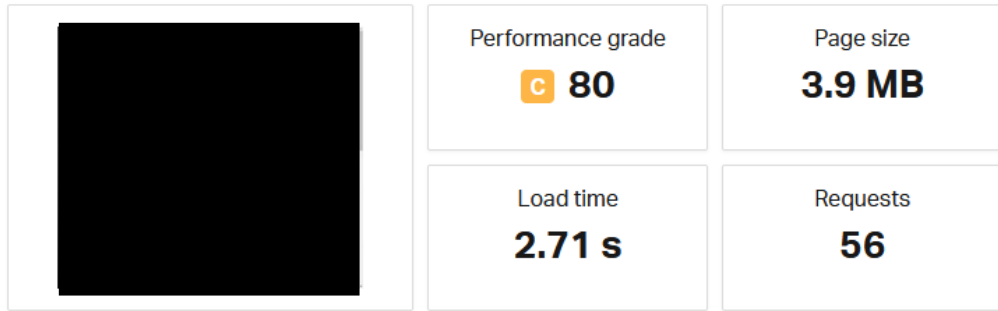 Performance grade
C 80
Page size
3.9 MB
Load time
2.71 s
Requests
56